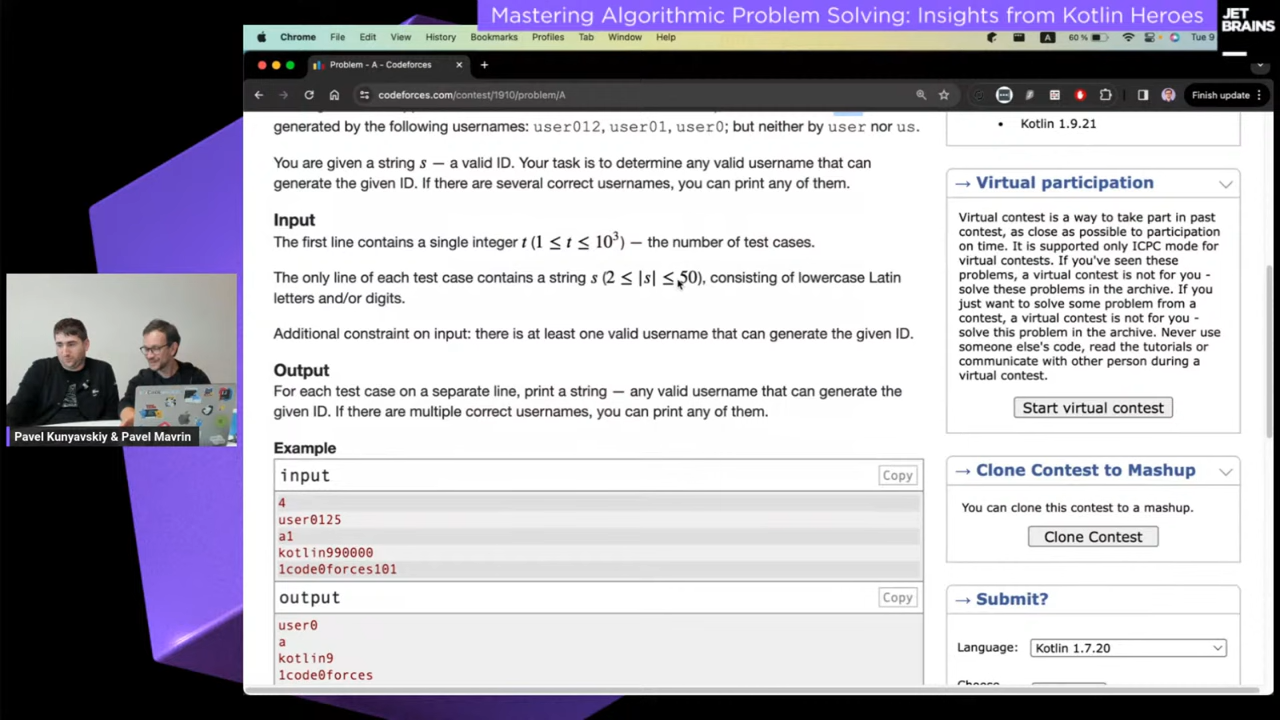 Mastering Algorithmic Problem Solving: Insights from Kotlin Heroes
JET
BRAINS
Chrome File Edit View History Bookmarks Profiles Tab Window Help
A 60 % Tue 9
Problem - A - Codeforces
codeforces.com/contest/1910/problem/A
Finish update
generated by the following usernames: user012, user01, user0; but neither by user nor us.
You are given a string s — a valid ID. Your task is to determine any valid username that can
generate the given ID. If there are several correct usernames, you can print any of them.
Input
The first line contains a single integer t (1 ≤ t ≤ 10³) — the number of test cases.
The only line of each test case contains a string s (2 ≤ |s| ≤ 50), consisting of lowercase Latin
letters and/or digits.
Additional constraint on input: there is at least one valid username that can generate the given ID.
Output
For each test case on a separate line, print a string — any valid username that can generate the
given ID. If there are multiple correct usernames, you can print any of them.
Example
input
Copy
4
user0125
a1
kotlin990000
1code0forces101
output
Copy
user0
a
kotlin9
1code0forces
• Kotlin 1.9.21
→ Virtual participation
Virtual contest is a way to take part in past
contest, as close as possible to participation
on time. It is supported only ICPC mode for
virtual contests. If you've seen these
problems, a virtual contest is not for you -
solve these problems in the archive. If you
just want to solve some problem from a
contest, a virtual contest is not for you -
solve this problem in the archive. Never use
someone else's code, read the tutorials or
communicate with other person during a
virtual contest.
Start virtual contest
→ Clone Contest to Mashup
You can clone this contest to a mashup.
Clone Contest
→ Submit?
Language: Kotlin 1.7.20
Pavel Kunyavskiy & Pavel Mavrin